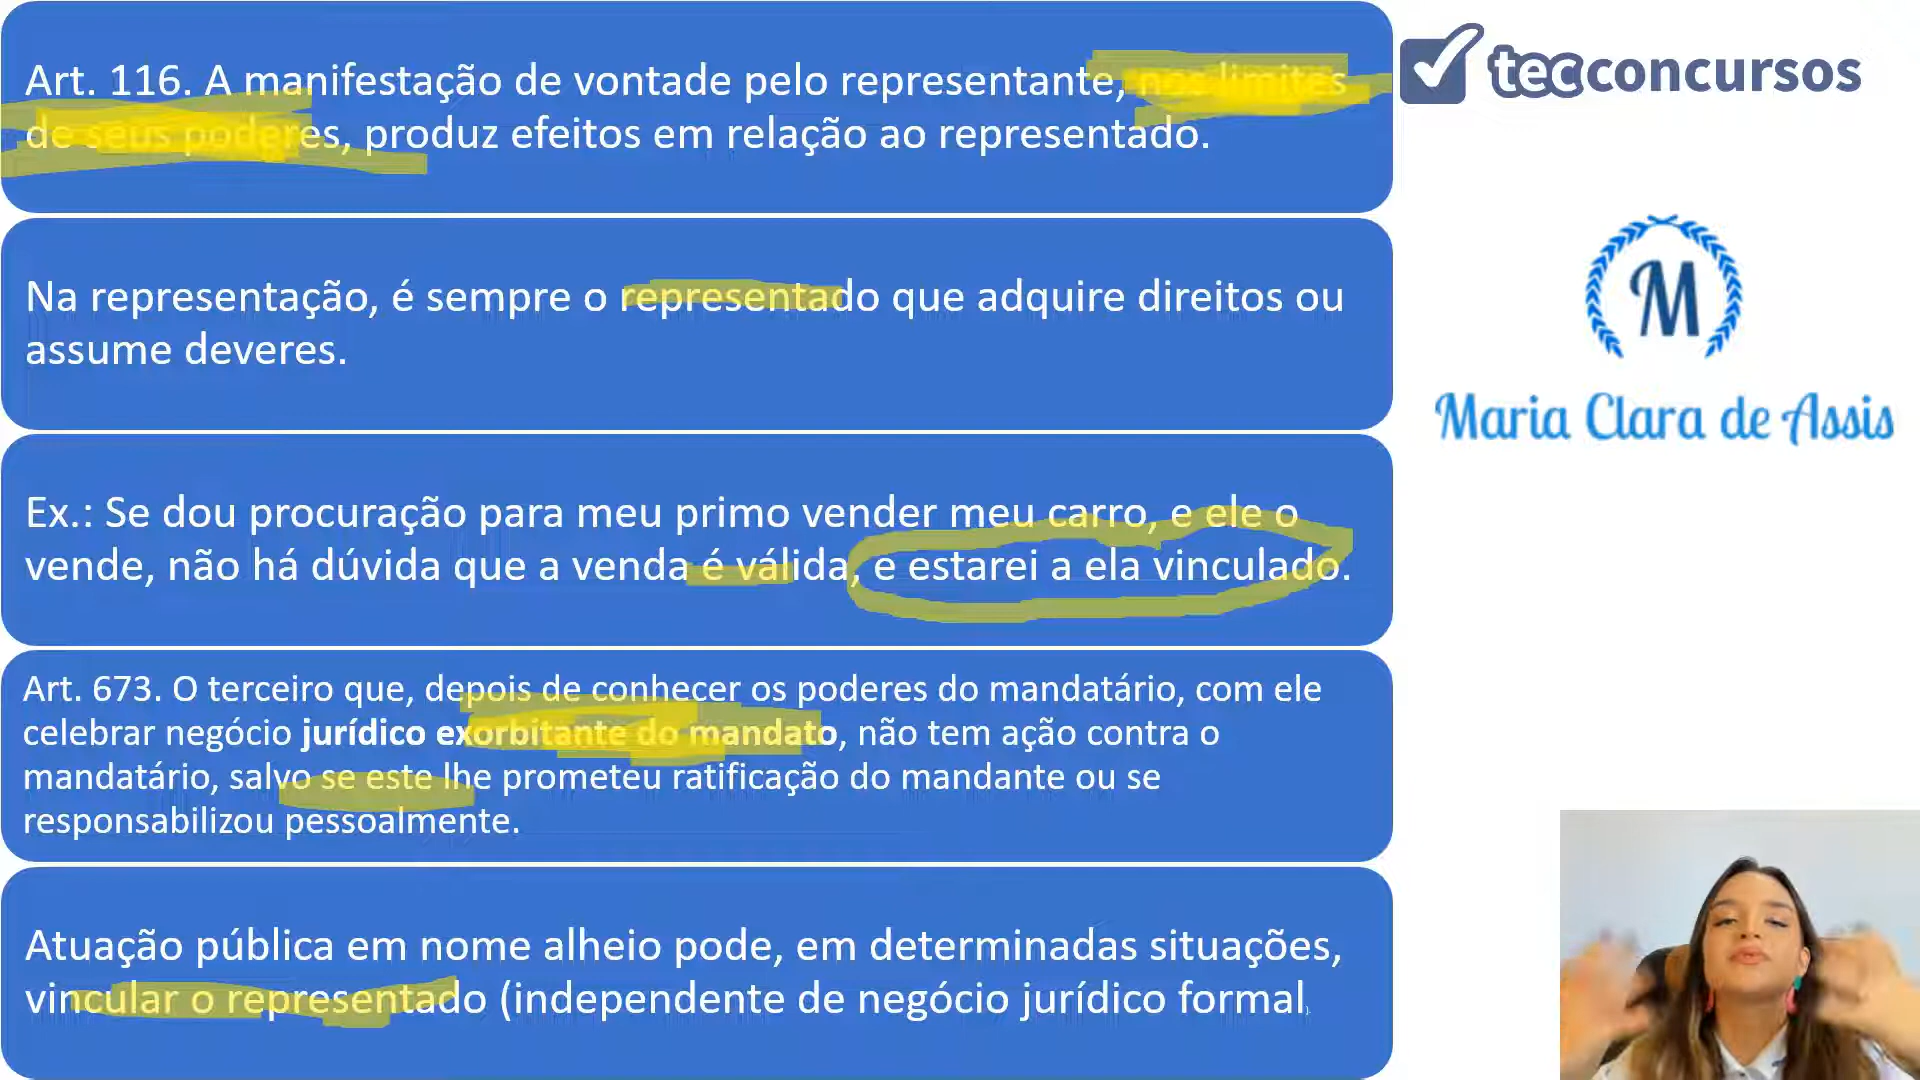 Art. 116. A manifestação de vontade pelo representante, nos limites
de seus poderes, produz efeitos em relação ao representado.
Na representação, é sempre o representado que adquire direitos ou
assume deveres.
Ex.: Se dou procuração para meu primo vender meu carro, e ele o
vende, não há dúvida que a venda é válida, e estarei a ela vinculado.
Art. 673. O terceiro que, depois de conhecer os poderes do mandatário, com ele
celebrar negócio jurídico exorbitante do mandato, não tem ação contra o
mandatário, salvo se este lhe prometeu ratificação do mandante ou se
responsabilizou pessoalmente.
Atuação pública em nome alheio pode, em determinadas situações,
vincular o representado (independente de negócio jurídico formal)
tecconcursos
M
Maria Clara de Assis